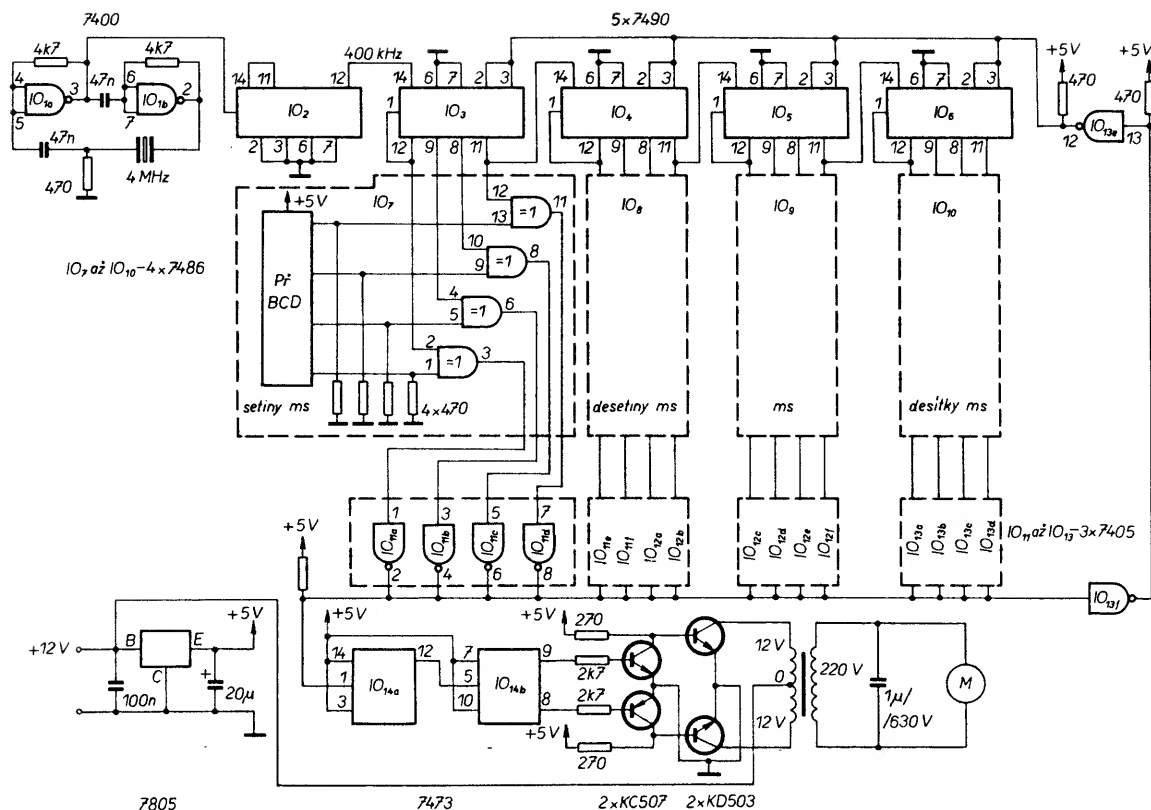 7400
5×7490
4k7
4k7
47n
4
5
3
IO1a
6
7
2
IO1b
47n
470
4 MHz
400 kHz
14
11
12
IO2
2
3
6
7
14
6
7
2
3
1
IO3
12
9
8
11
14
6
7
2
3
1
IO4
12
9
8
11
14
6
7
2
3
1
IO5
12
9
8
11
14
6
7
2
3
1
IO6
12
9
8
11
+5V
470
+5V
470
IO13e
12
13
IO7 až IO10-4×7486
+5V
IO7
Př
BCD
12
13
=1
11
10
9
=1
8
4
5
=1
6
2
1
=1
3
4×470
setiny ms
IO8
desetiny ms
IO9
ms
IO10
desítky ms
1
IO11a
2
3
IO11b
4
5
IO11c
6
7
IO11d
8
IO11e
IO11f
IO12a
IO12b
IO12c
IO12d
IO12e
IO12f
IO13a
IO13b
IO13c
IO13d
IO11 až IO13-3×7405
IO13f
+5V
+12V
B
E
C
+5V
100n
+
20µ
+5V
14
1
3
IO14a
12
7
5
10
IO14b
9
8
+5V
270
2k7
2k7
+5V
270
12V
0
12V
220 V
1µ/
/630 V
M
7805
7473
2×KC507
2×KD503